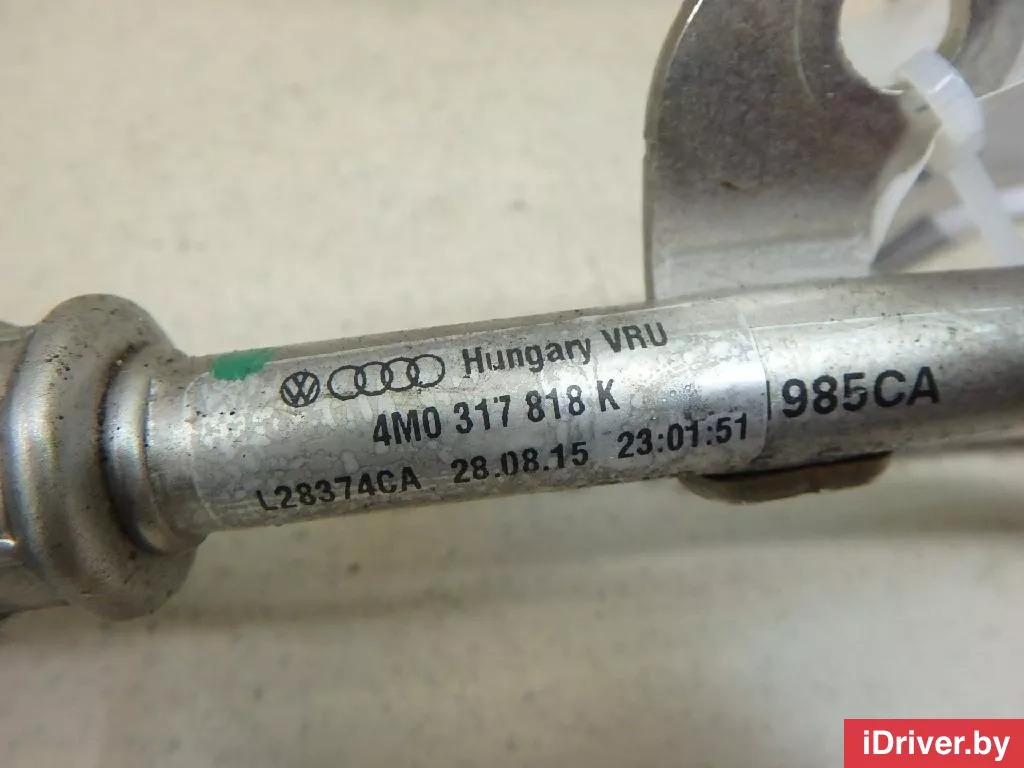 Hungary VRU
4M0 317 818 K
985CA
L28374CA 28.08.15 23:01:51
iDriver.by